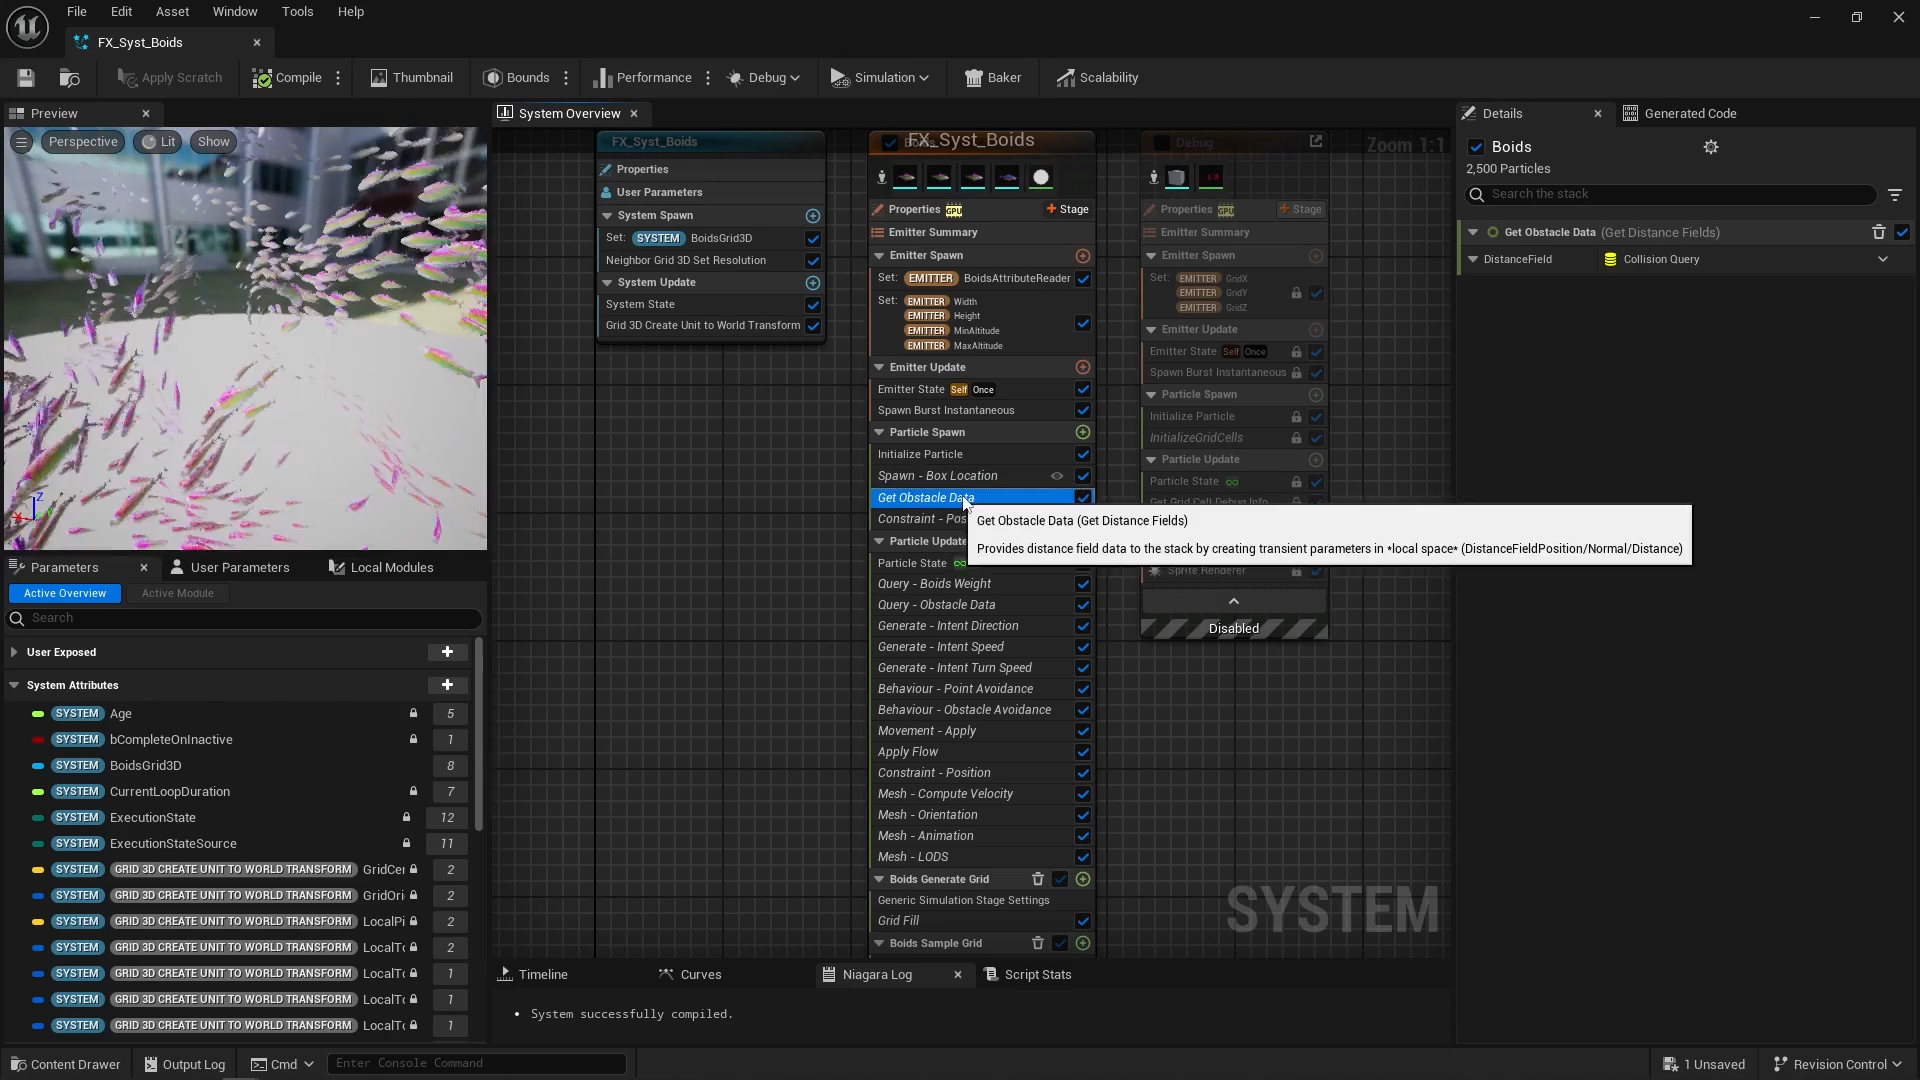 File Edit Asset Window Tools Help
FX_Syst_Boids
Apply Scratch Compile Thumbnail Bounds Performance Debug Simulation Baker Scalability
Preview
Perspective Lit Show
Z
Parameters User Parameters Local Modules
Active Overview Active Module
Search
User Exposed
System Attributes
SYSTEM Age 5
SYSTEM bCompleteOnInactive 1
SYSTEM BoidsGrid3D 8
SYSTEM CurrentLoopDuration 7
SYSTEM ExecutionState 12
SYSTEM ExecutionStateSource 11
SYSTEM GRID 3D CREATE UNIT TO WORLD TRANSFORM GridCe 2
SYSTEM GRID 3D CREATE UNIT TO WORLD TRANSFORM GridOri 2
SYSTEM GRID 3D CREATE UNIT TO WORLD TRANSFORM LocalPi 2
SYSTEM GRID 3D CREATE UNIT TO WORLD TRANSFORM LocalT 2
SYSTEM GRID 3D CREATE UNIT TO WORLD TRANSFORM LocalT 1
SYSTEM GRID 3D CREATE UNIT TO WORLD TRANSFORM LocalT 1
SYSTEM GRID 3D CREATE UNIT TO WORLD TRANSFORM LocalT 1
System Overview
FX_Syst_Boids
Zoom 1:1
FX_Syst_Boids
Properties
User Parameters
System Spawn
Set: SYSTEM BoidsGrid3D
Neighbor Grid 3D Set Resolution
System Update
System State
Grid 3D Create Unit to World Transform
Properties GPU Stage
Emitter Summary
Emitter Spawn
Set: EMITTER BoidsAttributeReader
Set: EMITTER Width
EMITTER Height
EMITTER MinAltitude
EMITTER MaxAltitude
Emitter Update
Emitter State Self Once
Spawn Burst Instantaneous
Particle Spawn
Initialize Particle
Spawn - Box Location
Get Obstacle Data
Constraint - Pos
Particle Update
Particle State
Query - Boids Weight
Query - Obstacle Data
Generate - Intent Direction
Generate - Intent Speed
Generate - Intent Turn Speed
Behaviour - Point Avoidance
Behaviour - Obstacle Avoidance
Movement - Apply
Apply Flow
Constraint - Position
Mesh - Compute Velocity
Mesh - Orientation
Mesh - Animation
Mesh - LODS
Boids Generate Grid
Generic Simulation Stage Settings
Grid Fill
Boids Sample Grid
Debug
Properties GPU Stage
Emitter Summary
Emitter Spawn
Set: EMITTER GridX
EMITTER GridY
EMITTER GridZ
Emitter Update
Emitter State Self Once
Spawn Burst Instantaneous
Particle Spawn
Initialize Particle
InitializeGridCells
Particle Update
Particle State
Get Grid Cell Debug Info
Get Obstacle Data (Get Distance Fields)
Provides distance field data to the stack by creating transient parameters in *local space* (DistanceFieldPosition/Normal/Distance)
Sprite Renderer
Disabled
SYSTEM
Timeline Curves Niagara Log Script Stats
• System successfully compiled.
Details Generated Code
Boids
2,500 Particles
Search the stack
Get Obstacle Data (Get Distance Fields)
DistanceField Collision Query
Content Drawer Output Log Cmd Enter Console Command 1 Unsaved Revision Control